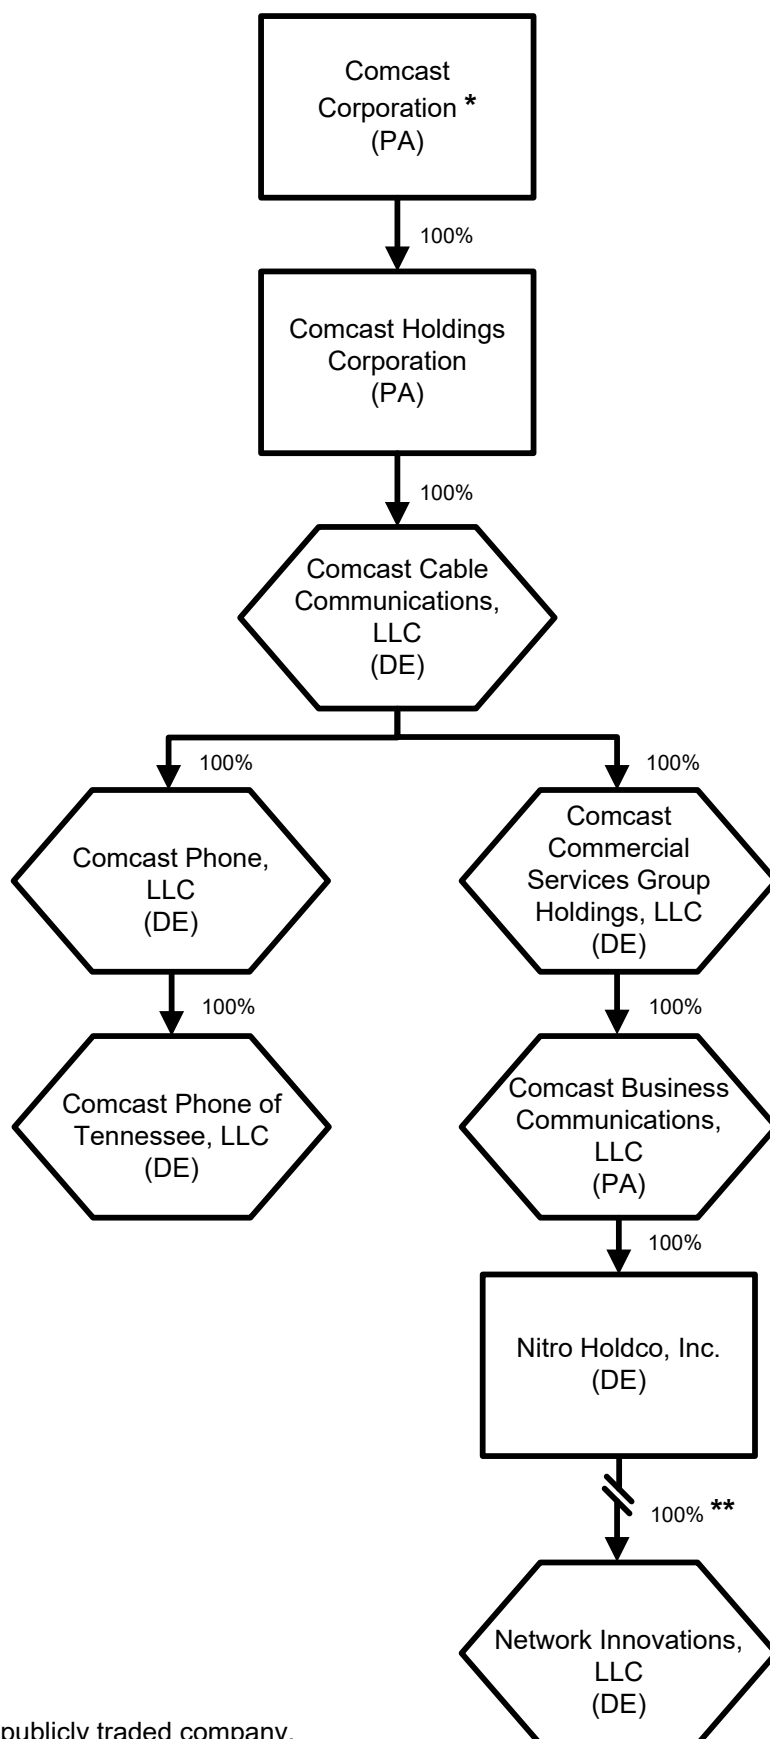 Comcast
Corporation *
(PA)
100%
Comcast Holdings
Corporation
(PA)
100%
Comcast Cable
Communications,
LLC
(DE)
100%
100%
Comcast Phone,
LLC
(DE)
Comcast
Commercial
Services Group
Holdings, LLC
(DE)
100%
100%
Comcast Phone of
Tennessee, LLC
(DE)
Comcast Business
Communications,
LLC
(PA)
100%
Nitro Holdco, Inc.
(DE)
100% **
Network Innovations,
LLC
(DE)
publicly traded company.